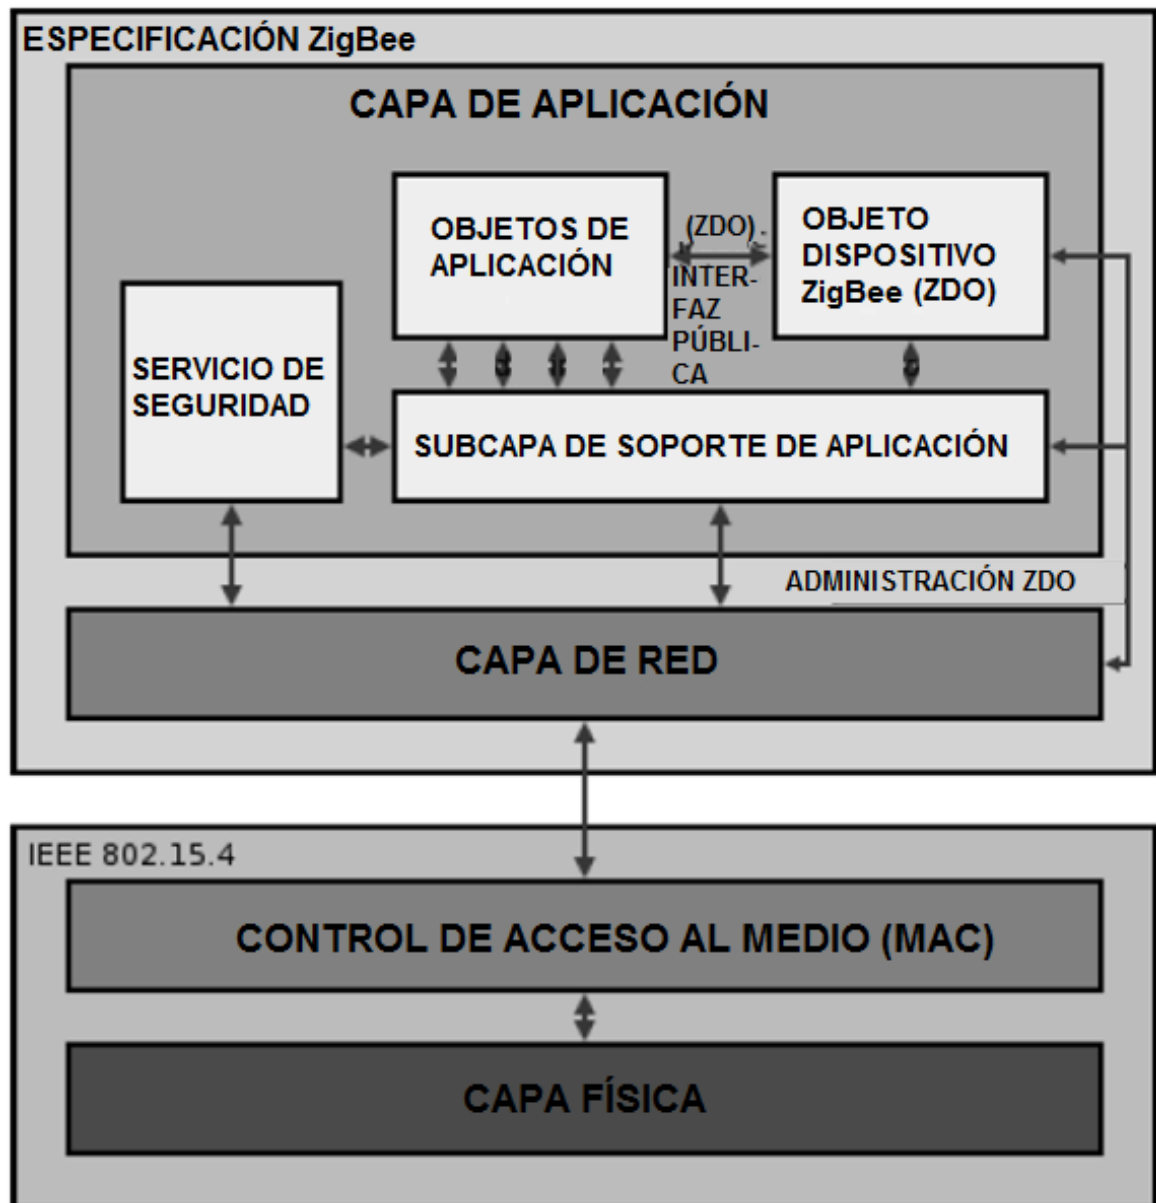 ESPECIFICACIÓN ZigBee
CAPA DE APLICACIÓN
OBJETOS DE
APLICACIÓN
(ZDO) -
INTER-
FAZ
PÚBLI-
CA
OBJETO
DISPOSITIVO
ZigBee (ZDO)
SERVICIO DE
SEGURIDAD
SUBCAPA DE SOPORTE DE APLICACIÓN
ADMINISTRACIÓN ZDO
CAPA DE RED
IEEE 802.15.4
CONTROL DE ACCESO AL MEDIO (MAC)
CAPA FÍSICA